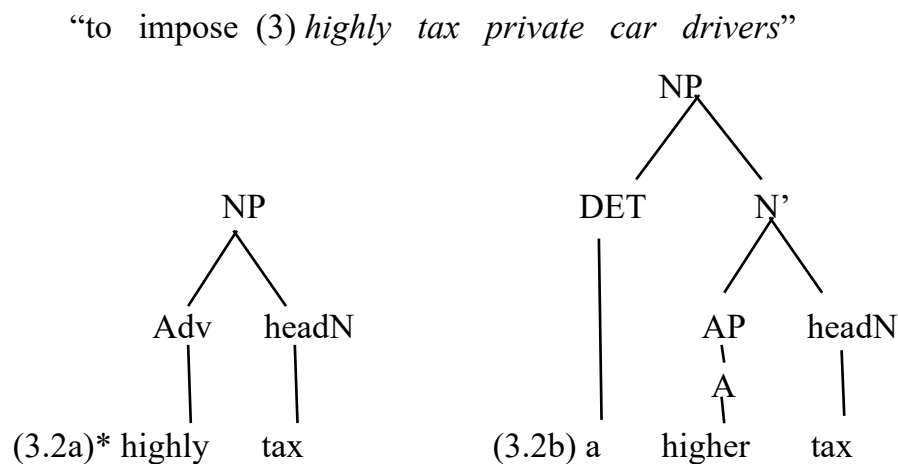 “to impose (3) highly tax private car drivers”
NP
NP DET N’
Adv headN AP headN
A
(3.2a)* highly tax (3.2b) a higher tax